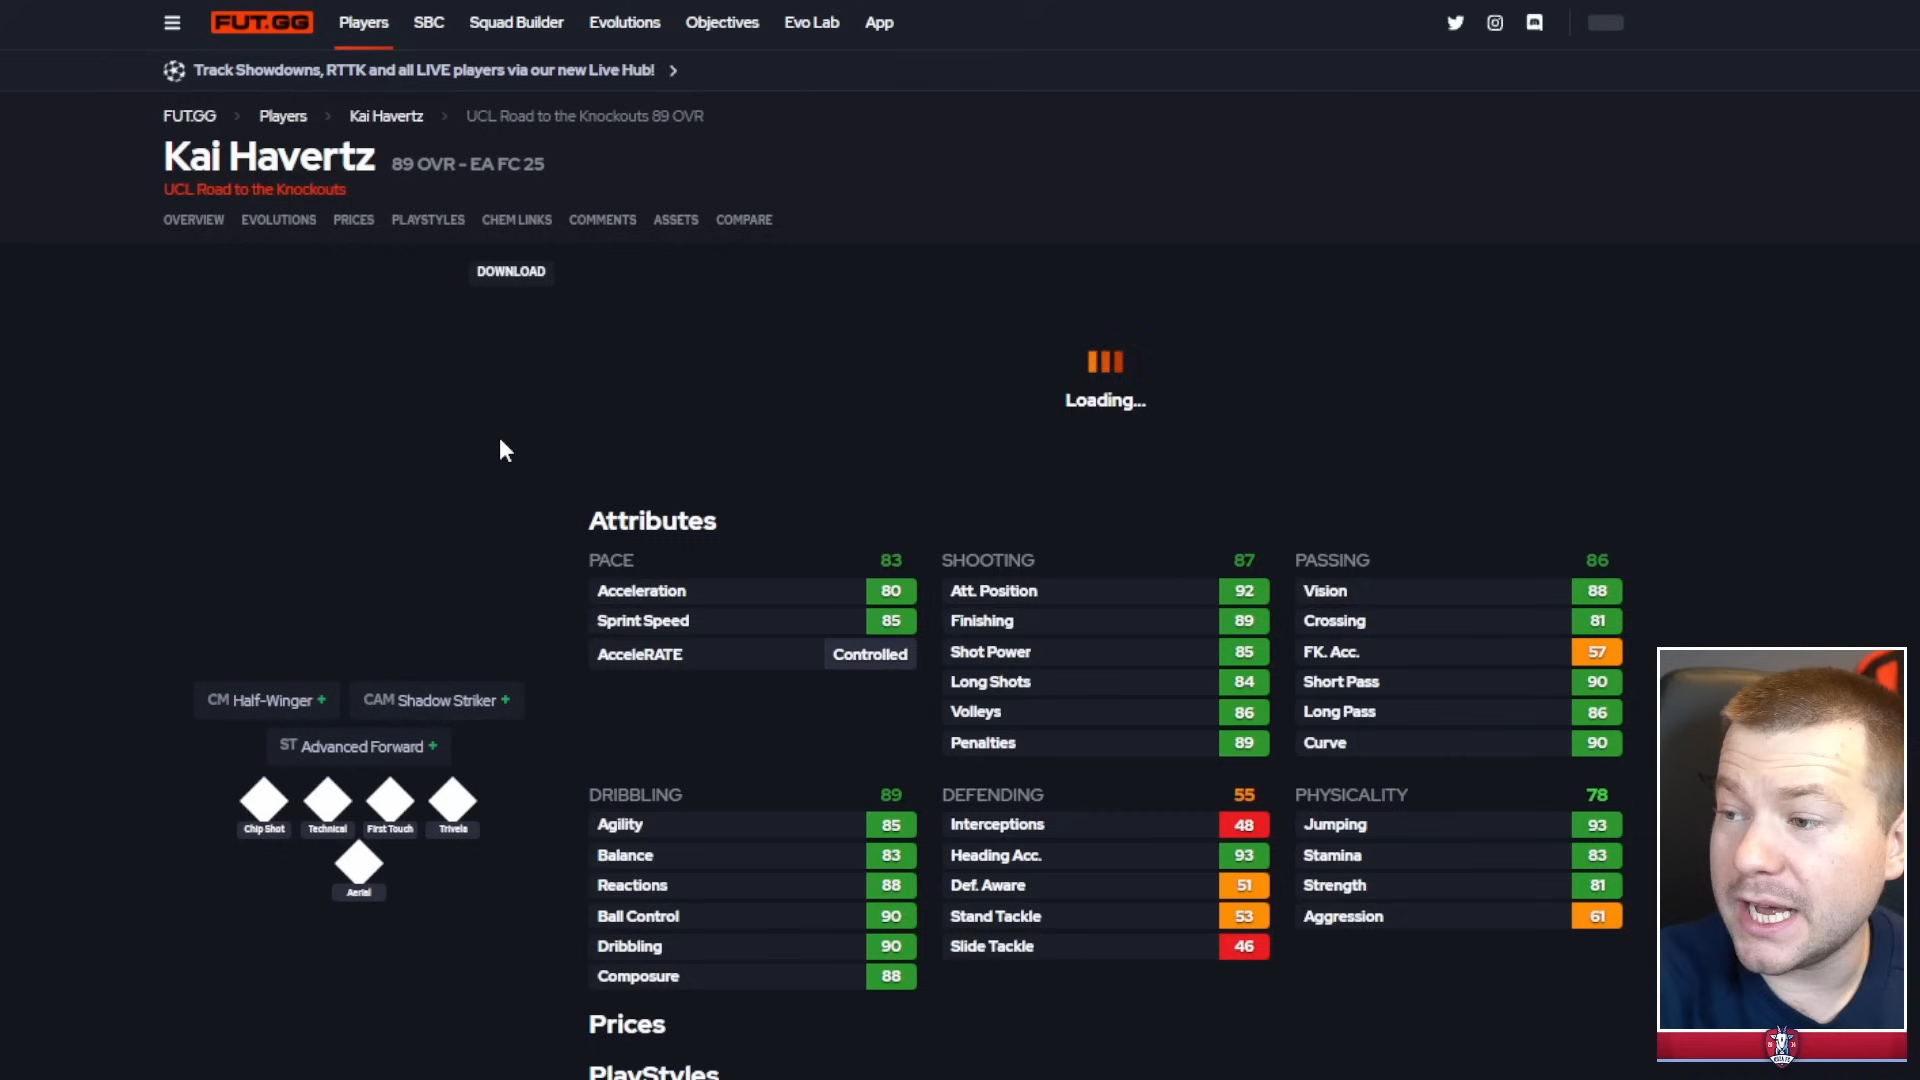 FUT.GG Players SBC Squad Builder Evolutions Objectives Evo Lab App
Track Showdowns, RTTK and all LIVE players via our new Live Hub!
FUT.GG Players Kai Havertz UCL Road to the Knockouts 89 OVR
Kai Havertz 89 OVR - EA FC 25
UCL Road to the Knockouts
OVERVIEW EVOLUTIONS PRICES PLAYSTYLES CHEM LINKS COMMENTS ASSETS COMPARE
DOWNLOAD
Loading...
CM Half-Winger + CAM Shadow Striker +
ST Advanced Forward +
Chip Shot Technical First Touch Trivela
Aerial
Attributes
PACE 83
Acceleration 80
Sprint Speed 85
AcceleRATE Controlled
SHOOTING 87
Att. Position 92
Finishing 89
Shot Power 85
Long Shots 84
Volleys 86
Penalties 89
PASSING 86
Vision 88
Crossing 81
FK. Acc. 57
Short Pass 90
Long Pass 86
Curve 90
DRIBBLING 89
Agility 85
Balance 83
Reactions 88
Ball Control 90
Dribbling 90
Composure 88
DEFENDING 55
Interceptions 48
Heading Acc. 93
Def. Aware 51
Stand Tackle 53
Slide Tackle 46
PHYSICALITY 78
Jumping 93
Stamina 83
Strength 81
Aggression 61
Prices
PlayStyles